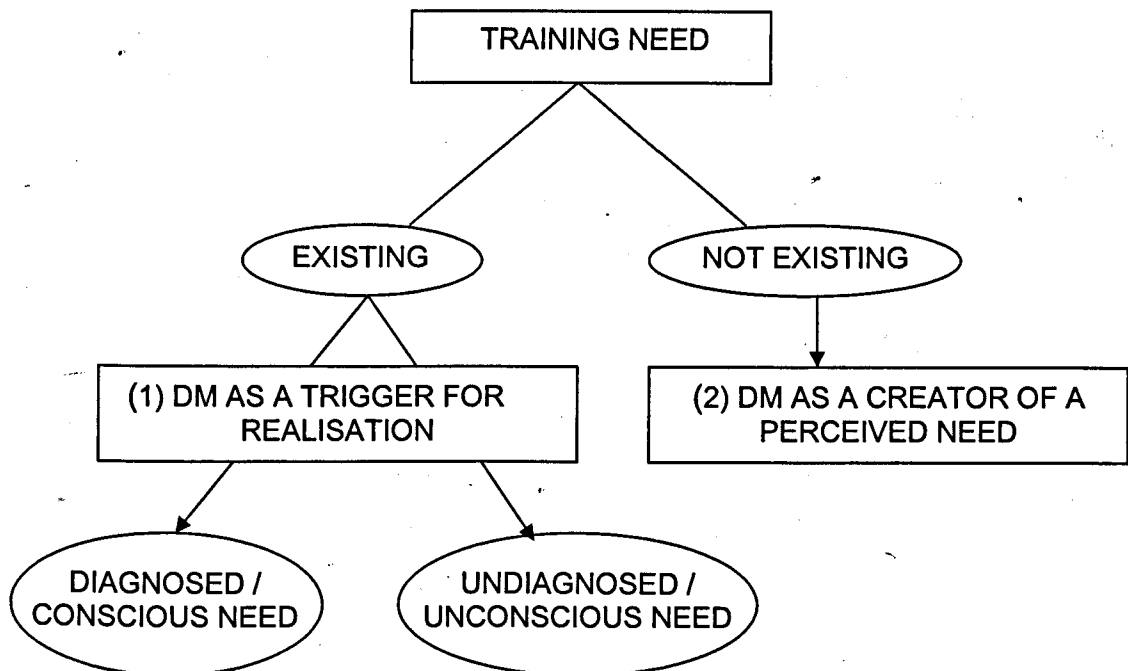 TRAINING NEED
EXISTING
NOT EXISTING
(1) DM AS A TRIGGER FOR
REALISATION
(2) DM AS A CREATOR OF A
PERCEIVED NEED
DIAGNOSED /
CONSCIOUS NEED
UNDIAGNOSED /
UNCONSCIOUS NEED